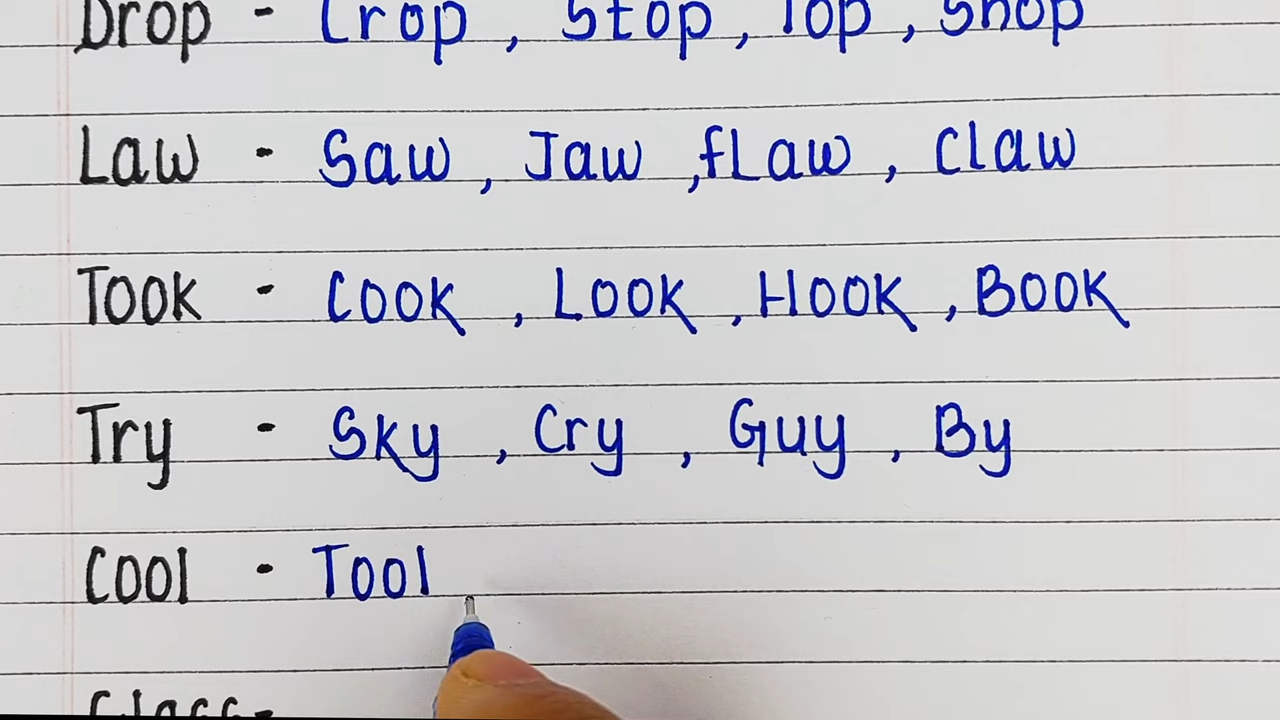 Drop - Crop, Stop, Top, Shop
Law - Saw, Jaw, fLaw, Claw
Took - Cook, Look, Hook, Book
Try - Sky, Cry, Guy, By
Cool - Tool
Class-